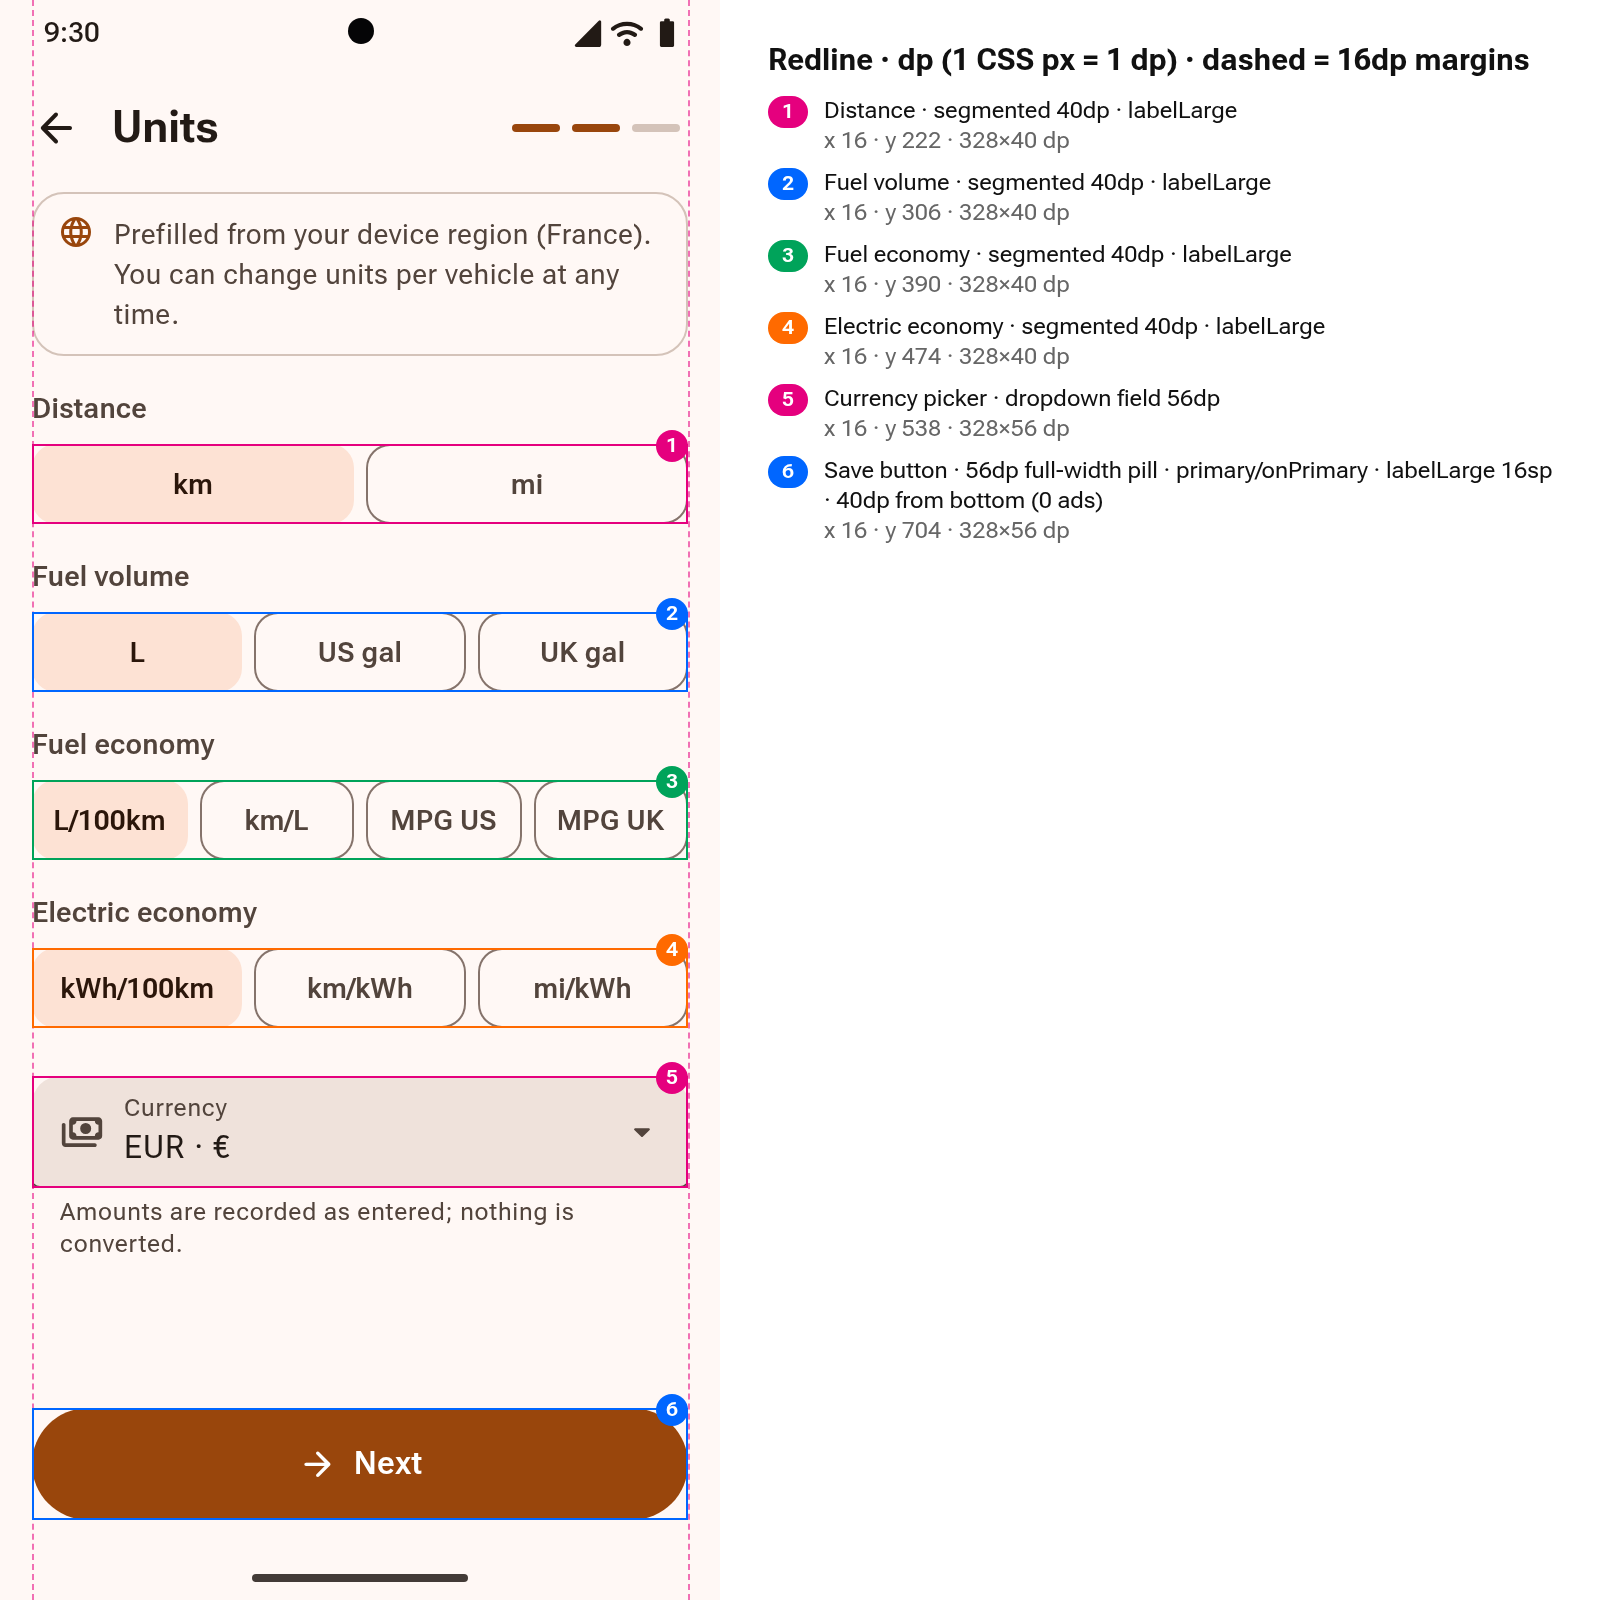 9:30
Units
Prefilled from your device region (France).
You can change units per vehicle at any
time.
Distance
1
km
mi
Fuel volume
2
L
US gal
UK gal
Fuel economy
3
L/100km
km/L
MPG US
MPG UK
Electric economy
4
kWh/100km
km/kWh
mi/kWh
5
Currency
EUR · €
Amounts are recorded as entered; nothing is
converted.
6
Next
Redline · dp (1 CSS px = 1 dp) · dashed = 16dp margins
1 Distance · segmented 40dp · labelLarge
x 16 · y 222 · 328×40 dp
2 Fuel volume · segmented 40dp · labelLarge
x 16 · y 306 · 328×40 dp
3 Fuel economy · segmented 40dp · labelLarge
x 16 · y 390 · 328×40 dp
4 Electric economy · segmented 40dp · labelLarge
x 16 · y 474 · 328×40 dp
5 Currency picker · dropdown field 56dp
x 16 · y 538 · 328×56 dp
6 Save button · 56dp full-width pill · primary/onPrimary · labelLarge 16sp
· 40dp from bottom (0 ads)
x 16 · y 704 · 328×56 dp